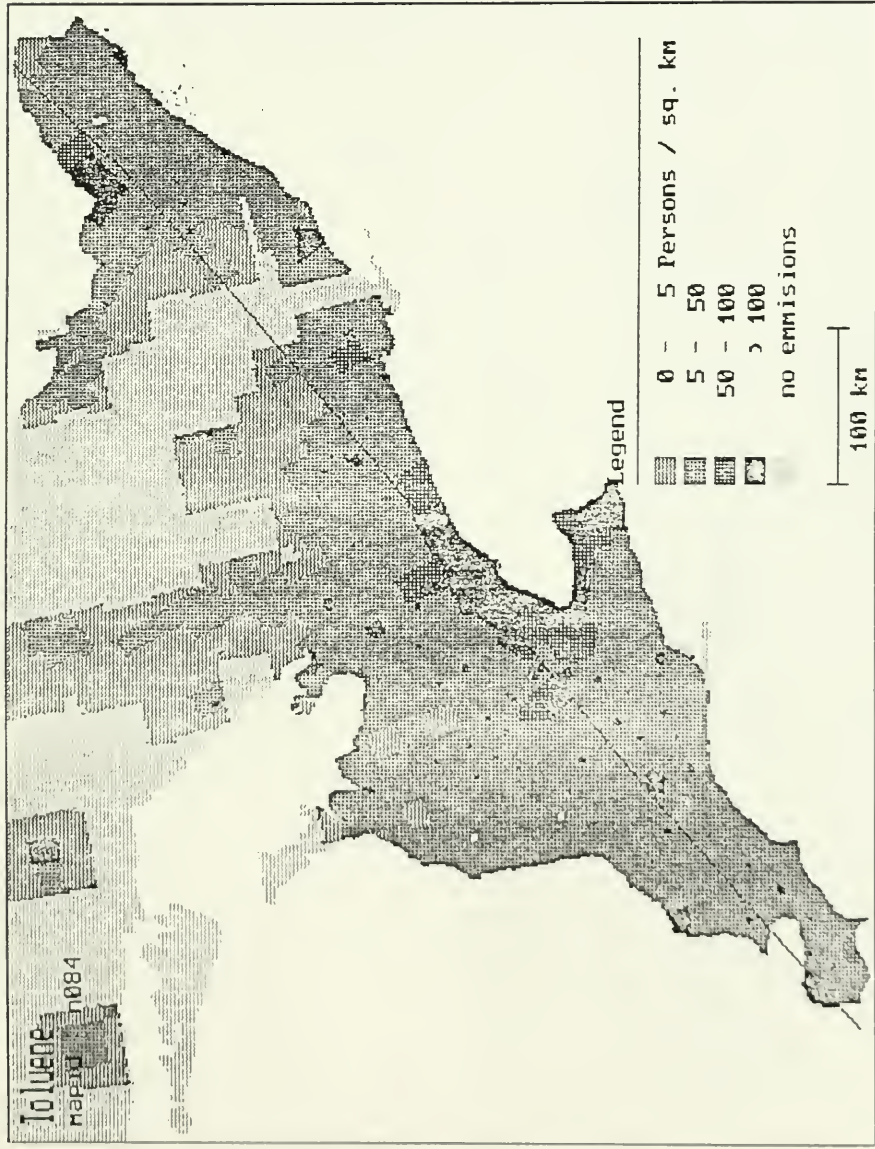 Toluene
mapid n084
Legend
0 - 5 Persons / sq. km
5 - 50
50 - 100
> 100
no emmisions
100 km